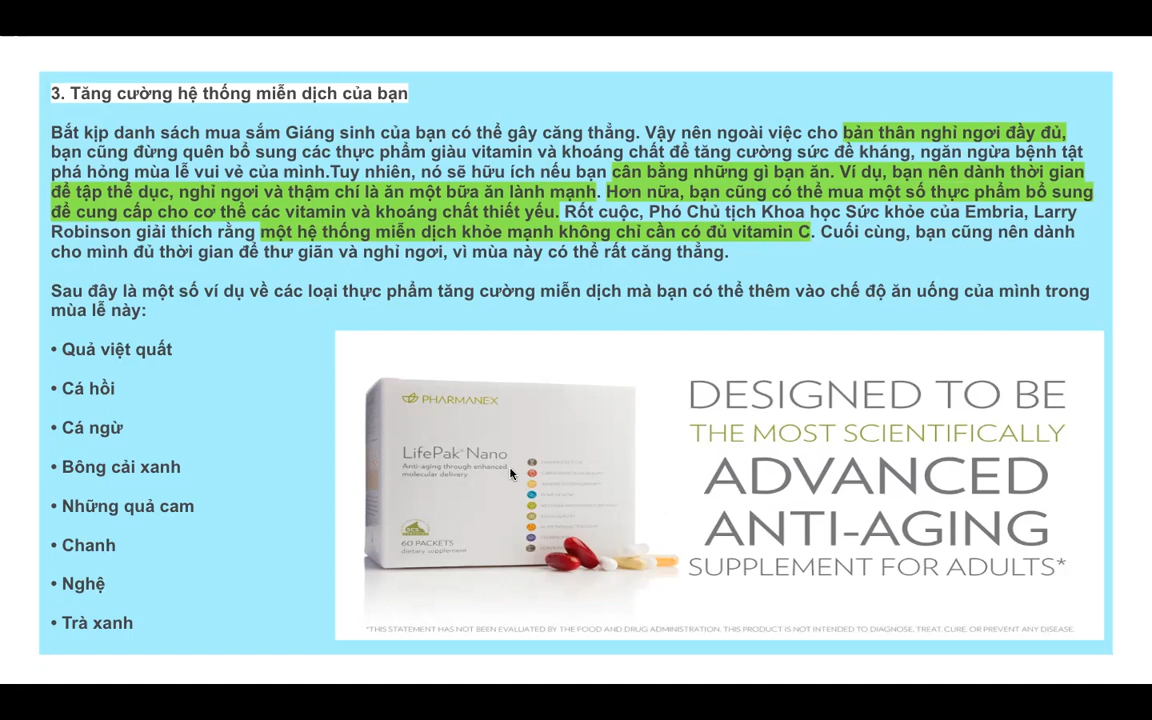 3. Tăng cường hệ thống miễn dịch của bạn
Bắt kịp danh sách mua sắm Giáng sinh của bạn có thể gây căng thẳng. Vậy nên ngoài việc cho bản thân nghỉ ngơi đầy đủ,
bạn cũng đừng quên bổ sung các thực phẩm giàu vitamin và khoáng chất để tăng cường sức đề kháng, ngăn ngừa bệnh tật
phá hỏng mùa lễ vui vẻ của mình.Tuy nhiên, nó sẽ hữu ích nếu bạn cân bằng những gì bạn ăn. Ví dụ, bạn nên dành thời gian
để tập thể dục, nghỉ ngơi và thậm chí là ăn một bữa ăn lành mạnh. Hơn nữa, bạn cũng có thể mua một số thực phẩm bổ sung
để cung cấp cho cơ thể các vitamin và khoáng chất thiết yếu. Rốt cuộc, Phó Chủ tịch Khoa học Sức khỏe của Embria, Larry
Robinson giải thích rằng một hệ thống miễn dịch khỏe mạnh không chỉ cần có đủ vitamin C. Cuối cùng, bạn cũng nên dành
cho mình đủ thời gian để thư giãn và nghỉ ngơi, vì mùa này có thể rất căng thẳng.
Sau đây là một số ví dụ về các loại thực phẩm tăng cường miễn dịch mà bạn có thể thêm vào chế độ ăn uống của mình trong
mùa lễ này:
• Quả việt quất
• Cá hồi
• Cá ngừ
• Bông cải xanh
• Những quả cam
• Chanh
• Nghệ
• Trà xanh
PHARMANEX
LifePak Nano
Anti-aging through enhanced
molecular delivery
60 PACKETS
dietary supplement
DESIGNED TO BE
THE MOST SCIENTIFICALLY
ADVANCED
ANTI-AGING
SUPPLEMENT FOR ADULTS*
*THIS STATEMENT HAS NOT BEEN EVALUATED BY THE FOOD AND DRUG ADMINISTRATION. THIS PRODUCT IS NOT INTENDED TO DIAGNOSE, TREAT, CURE, OR PREVENT ANY DISEASE.